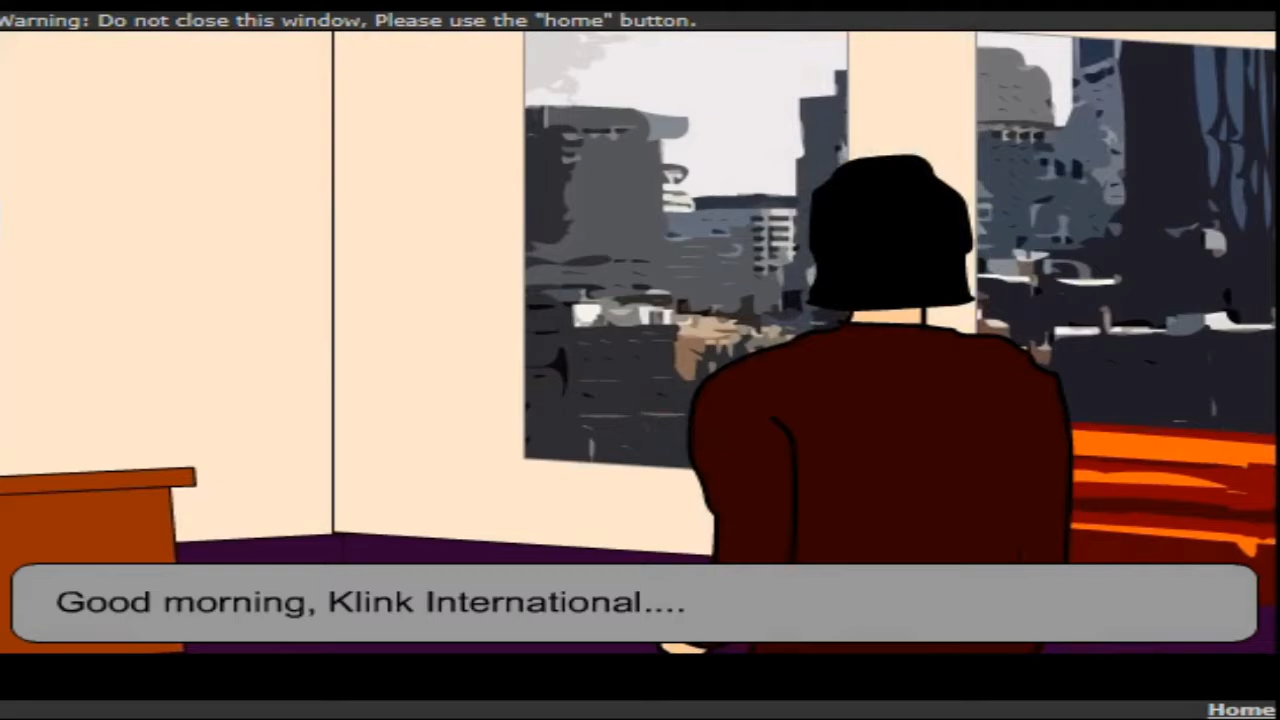 Warning: Do not close this window, Please use the "home" button.
Good morning, Klink International....
Home